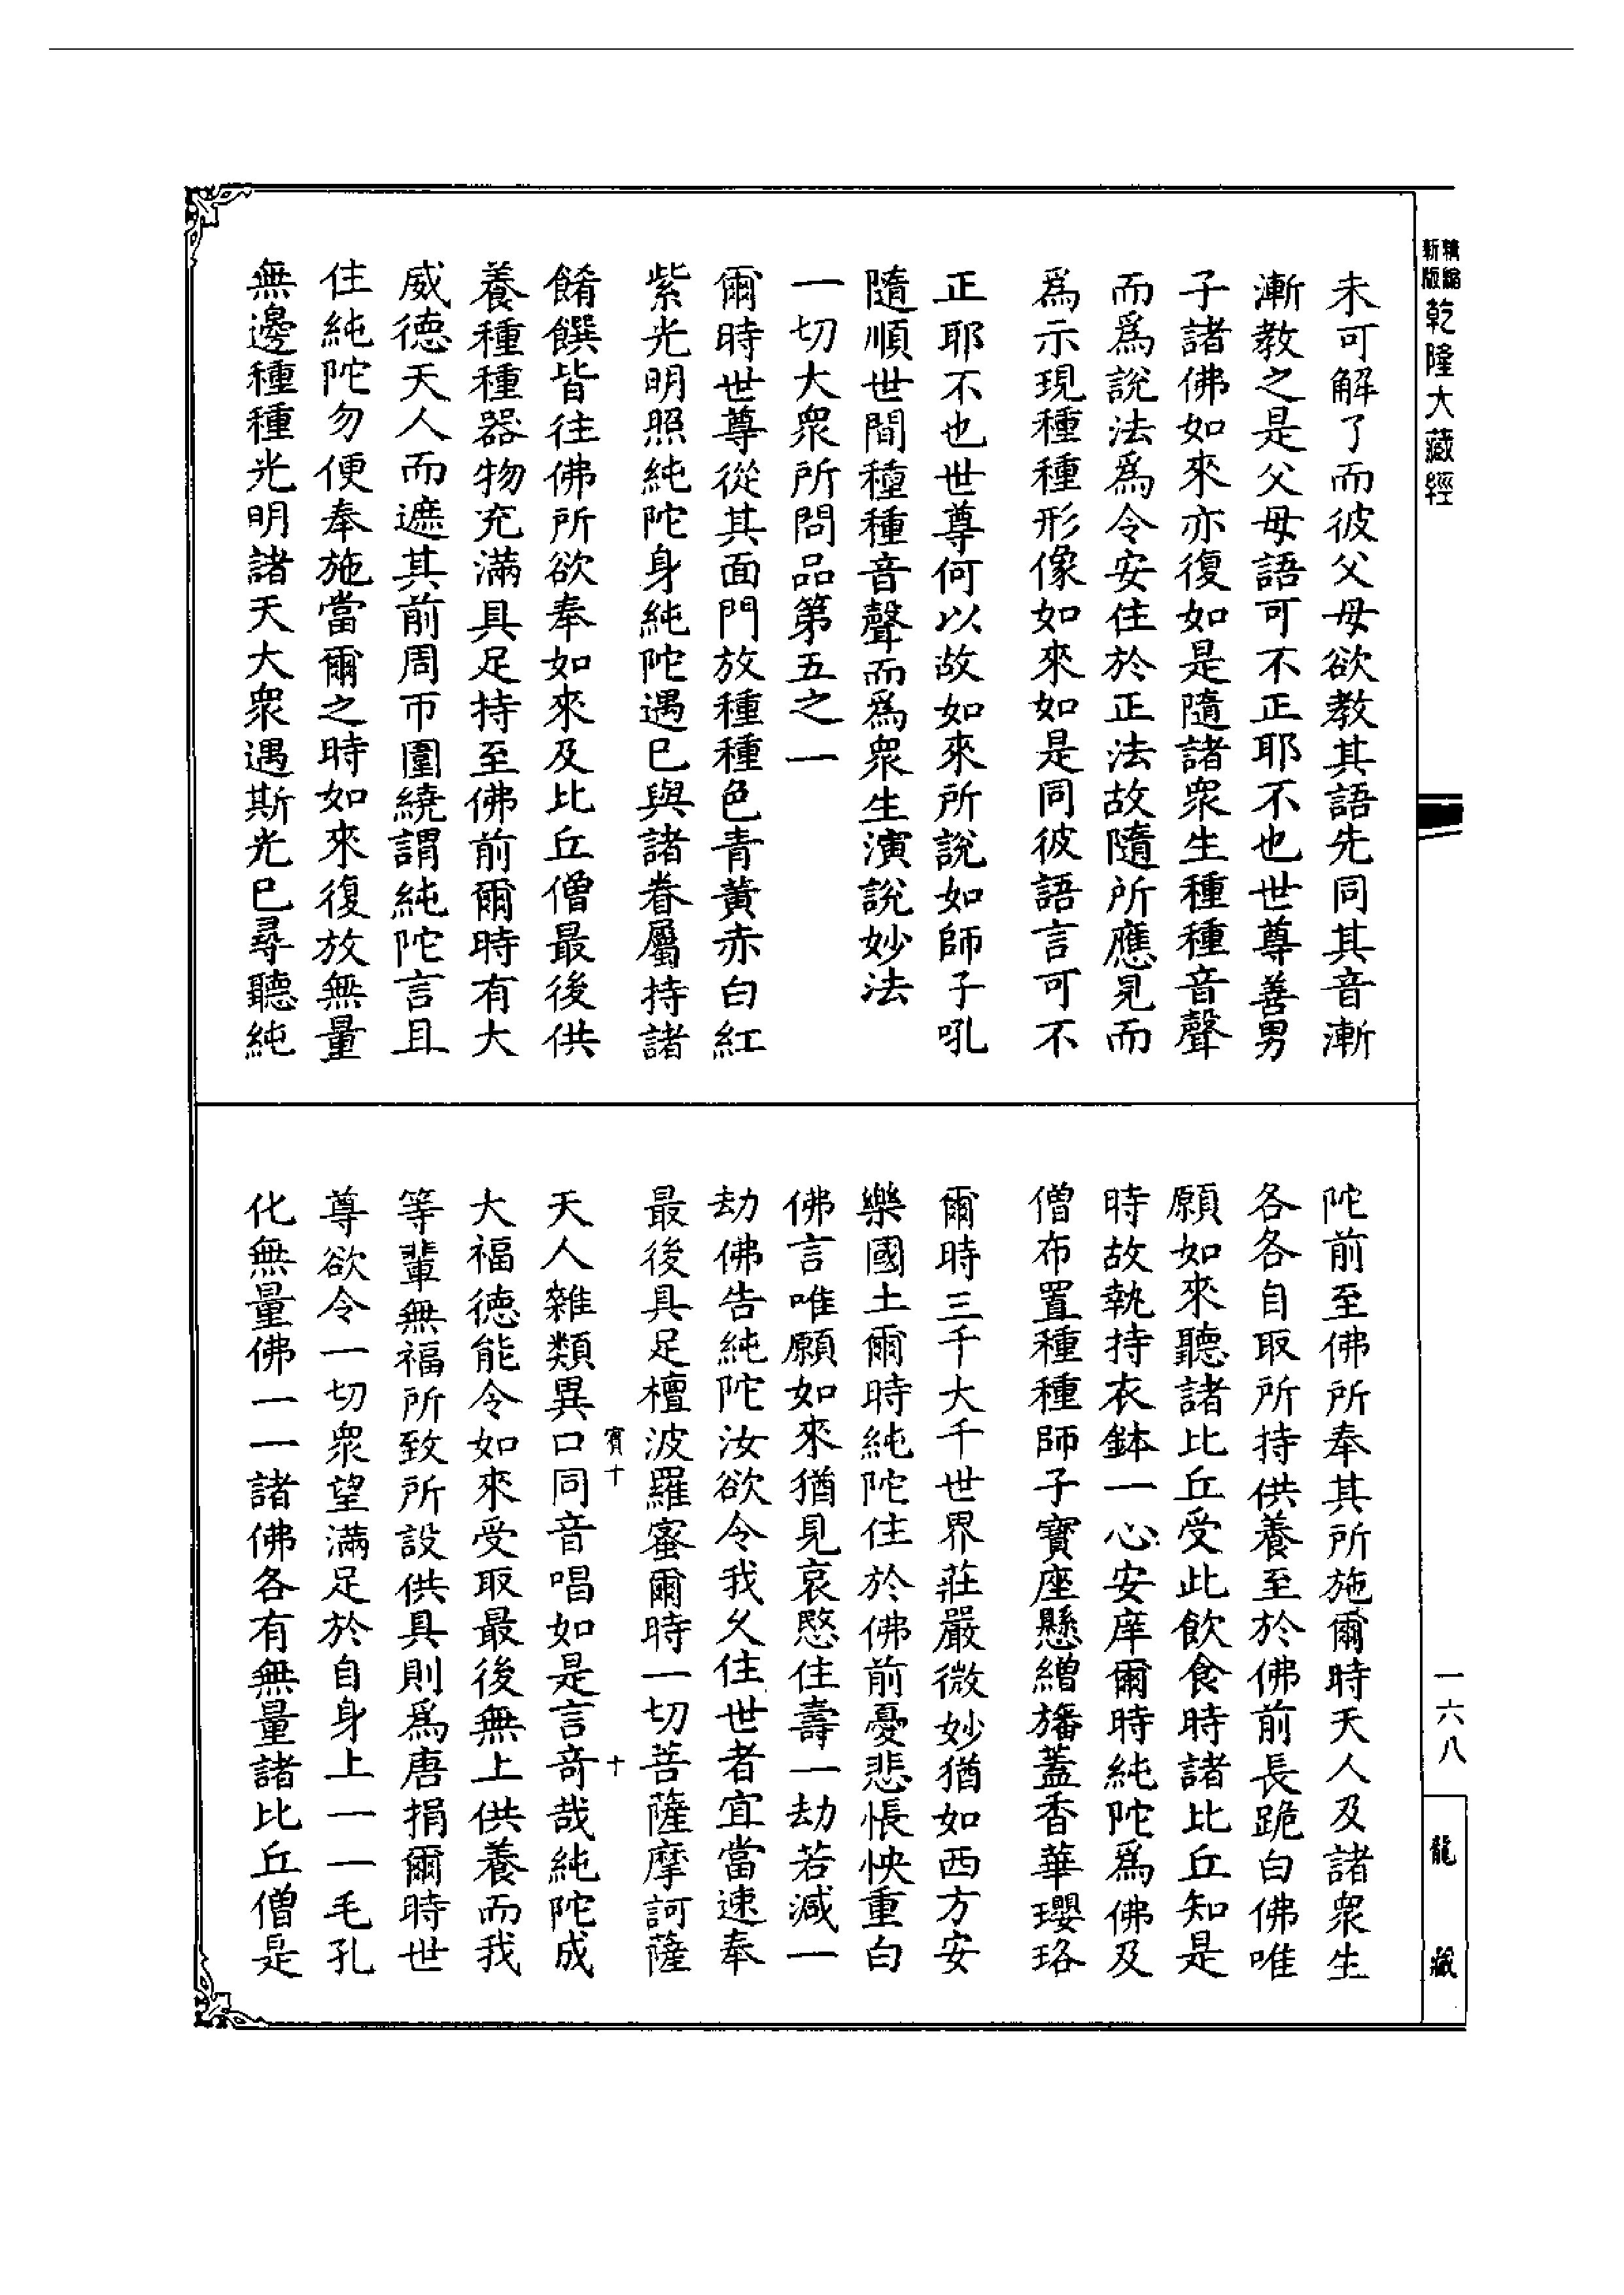 新編縮版乾隆大藏經
未可解了而彼父母欲教其語先同其音漸
漸教之是父母語可不正耶不也世尊善男
子諸佛如來亦復如是隨諸衆生種種音聲
而爲說法爲令安住於正法故隨所應見而
爲示現種種形像如來如是同彼語言可不
正耶不也世尊何以故如來所說如師子吼
隨順世間種種音聲而爲衆生演說妙法
一切大衆所問品第五之一
爾時世尊從其面門放種種色青黃赤白紅
紫光明照純陀身純陀遇已與諸眷屬持諸
餚饌皆往佛所欲奉如來及比丘僧最後供
養種種器物充滿具足持至佛前爾時有大
威德天人而遮其前周帀圍繞謂純陀言且
住純陀勿便奉施當爾之時如來復放無量
無邊種種光明諸天大衆遇斯光已尋聽純
陀前至佛所奉其所施爾時天人及諸衆生
各各自取所持供養至於佛前長跪白佛唯
願如來聽諸比丘受此飲食時諸比丘知是
時故執持衣鉢一心安庠爾時純陀爲佛及
僧布置種種師子寶座懸繒旛蓋香華瓔珞
爾時三千大千世界莊嚴微妙猶如西方安
樂國土爾時純陀住於佛前憂悲悵怏重白
佛言唯願如來猶見哀愍住壽一劫若減一
劫佛告純陀汝欲令我久住世者宜當速奉
最後具足檀波羅蜜爾時一切菩薩摩訶薩
賓十 十
天人雜類異口同音唱如是言奇哉純陀成
大福德能令如來受取最後無上供養而我
等輩無福所致所設供具則爲唐捐爾時世
尊欲令一切衆望滿足於自身上一一毛孔
化無量佛一一諸佛各有無量諸比丘僧是
一六八
龍藏